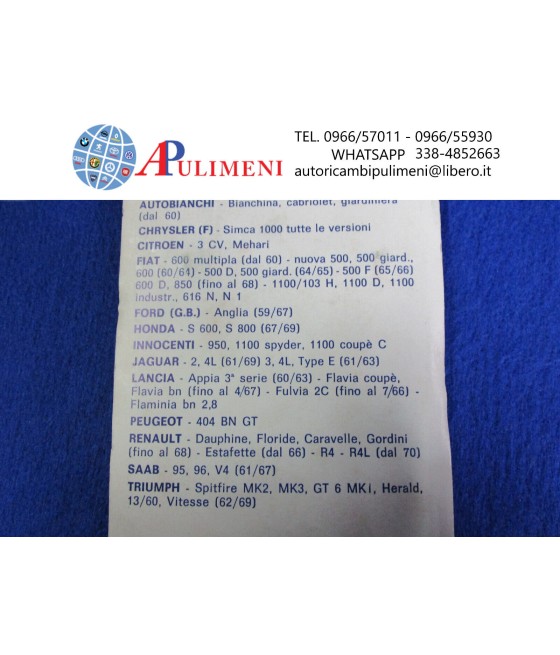 APULIMENI
TEL. 0966/57011 - 0966/55930
WHATSAPP 338-4852663
autoricambipulimeni@libero.it
AUTOBIANCHI - Bianchina, cabriolet, giardiniera
(dal 60)
CHRYSLER (F) - Simca 1000 tutte le versioni
CITROEN - 3 CV, Mehari
FIAT - 600 multipla (dal 60) - nuova 500, 500 giard.,
600 (60/64) - 500 D, 500 giard. (64/65) - 500 F (65/66)
600 D, 850 (fino al 68) - 1100/103 H, 1100 D, 1100
industr., 616 N, N 1
FORD (G.B.) - Anglia (59/67)
HONDA - S 600, S 800 (67/69)
INNOCENTI - 950, 1100 spyder, 1100 coupè C
JAGUAR - 2, 4L (61/69) 3, 4L, Type E (61/63)
LANCIA - Appia 3ª serie (60/63) - Flavia coupè,
Flavia bn (fino al 4/67) - Fulvia 2C (fino al 7/66) -
Flaminia bn 2,8
PEUGEOT - 404 BN GT
RENAULT - Dauphine, Floride, Caravelle, Gordini
(fino al 68) - Estafette (dal 66) - R4 - R4L (dal 70)
SAAB - 95, 96, V4 (61/67)
TRIUMPH - Spitfire MK2, MK3, GT 6 MKi, Herald,
13/60, Vitesse (62/69)